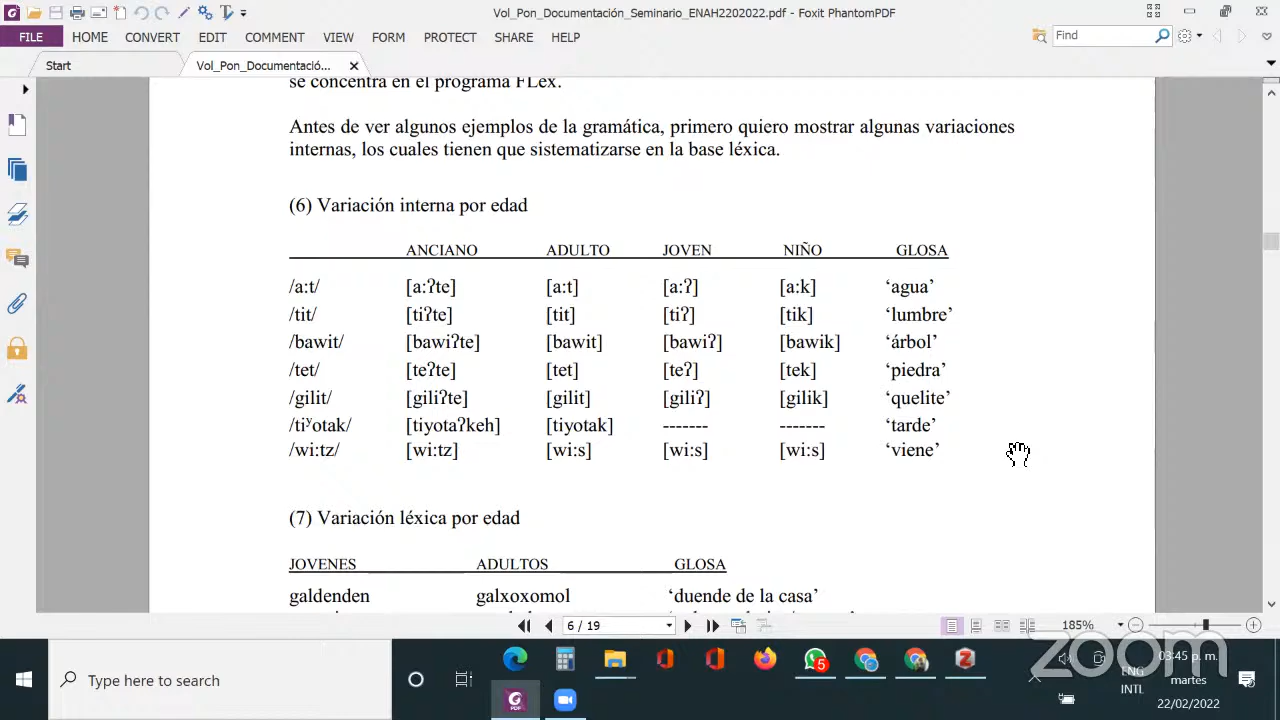 Vol_Pon_Documentación_Seminario_ENAH2202022.pdf - Foxit PhantomPDF
FILE HOME CONVERT EDIT COMMENT VIEW FORM PROTECT SHARE HELP
Find
Start Vol_Pon_Documentació...
se concentra en el programa FLex.
Antes de ver algunos ejemplos de la gramática, primero quiero mostrar algunas variaciones
internas, los cuales tienen que sistematizarse en la base léxica.
(6) Variación interna por edad
ANCIANO ADULTO JOVEN NIÑO GLOSA
/a:t/ [a:ʔte] [a:t] [a:ʔ] [a:k] ‘agua’
/tit/ [tiʔte] [tit] [tiʔ] [tik] ‘lumbre’
/bawit/ [bawiʔte] [bawit] [bawiʔ] [bawik] ‘árbol’
/tet/ [teʔte] [tet] [teʔ] [tek] ‘piedra’
/gilit/ [giliʔte] [gilit] [giliʔ] [gilik] ‘quelite’
/tiʸotak/ [tiyotaʔkeh] [tiyotak] ------- ------- ‘tarde’
/wi:tz/ [wi:tz] [wi:s] [wi:s] [wi:s] ‘viene’
(7) Variación léxica por edad
JOVENES ADULTOS GLOSA
galdenden galxoxomol ‘duende de la casa’
6 / 19 185%
zoom
Type here to search
5
ENG
INTL
03:45 p. m.
martes
22/02/2022